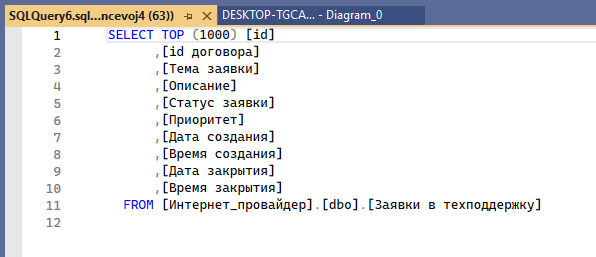 SQLQuery6.sql...ncevoj4 (63)) DESKTOP-TGCA... - Diagram_0
1 SELECT TOP (1000) [id]
2 ,[id договора]
3 ,[Тема заявки]
4 ,[Описание]
5 ,[Статус заявки]
6 ,[Приоритет]
7 ,[Дата создания]
8 ,[Время создания]
9 ,[Дата закрытия]
10 ,[Время закрытия]
11 FROM [Интернет_провайдер].[dbo].[Заявки в техподдержку]
12